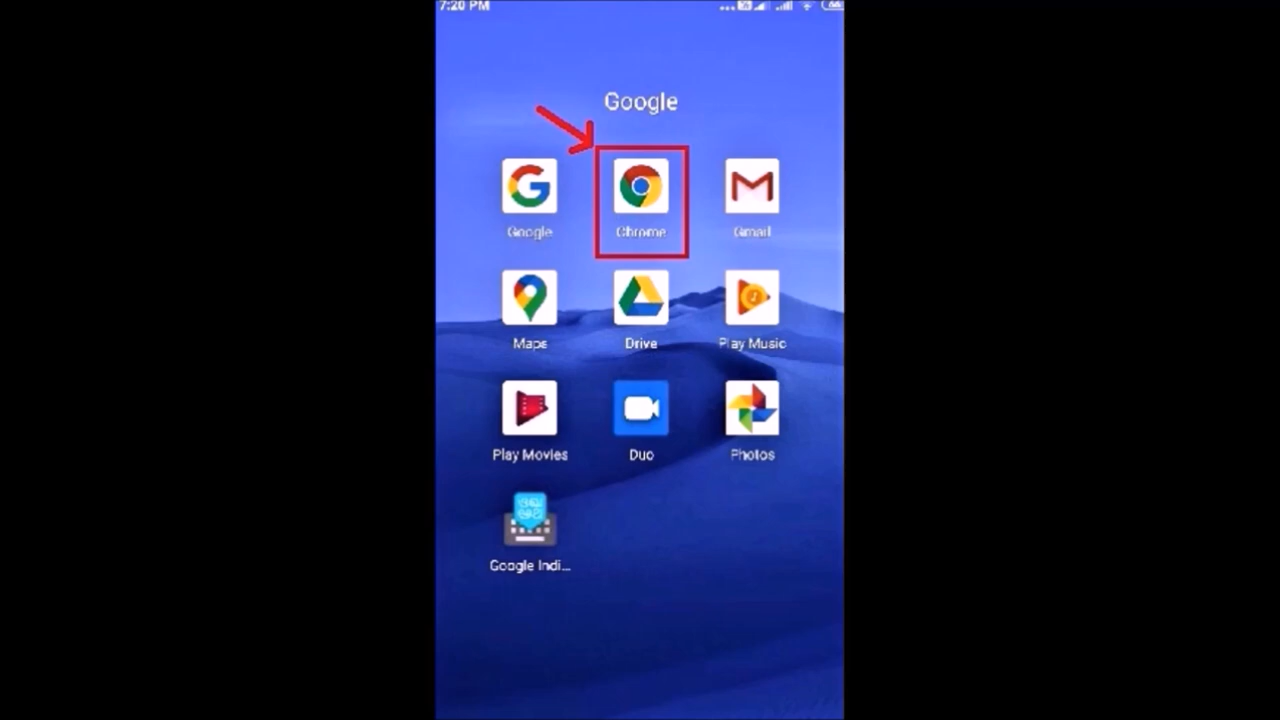 7:20 PM
Google
Google Chrome Gmail
Maps Drive Play Music
Play Movies Duo Photos
Google Indi...